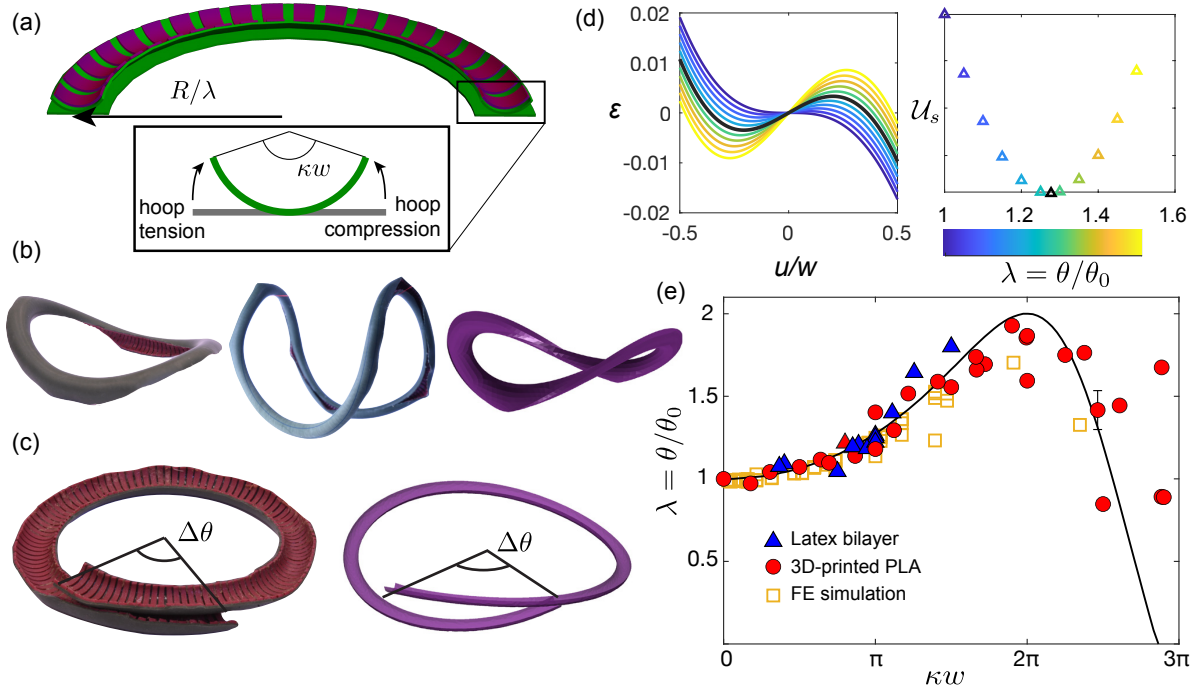 (a)
R/λ
κw
hoop
tension
hoop
compression
(b)
(c)
Δθ
Δθ
(d)
0.02
0.01
0
-0.01
-0.02
ε
-0.5
0
0.5
u/w
𝒰s
1
1.2
1.4
1.6
λ = θ/θ0
(e)
2
1.5
1
0.5
λ = θ/θ0
Latex bilayer
3D-printed PLA
FE simulation
0
π
2π
3π
κw